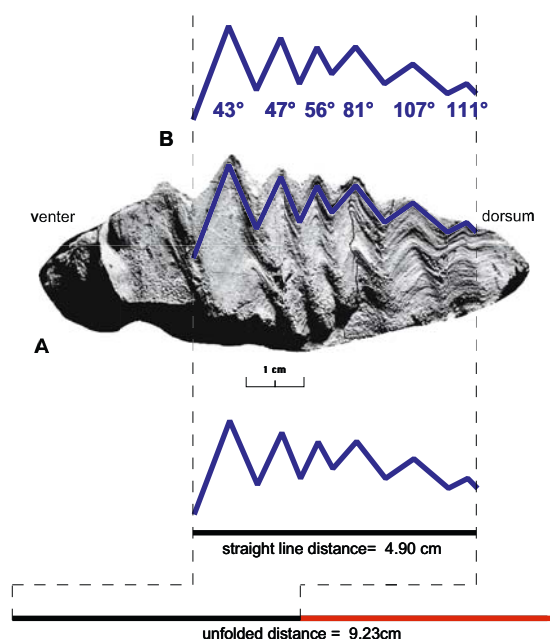 43° 47° 56° 81° 107° 111°
B
venter dorsum
A
1 cm
straight line distance= 4.90 cm
unfolded distance = 9.23cm